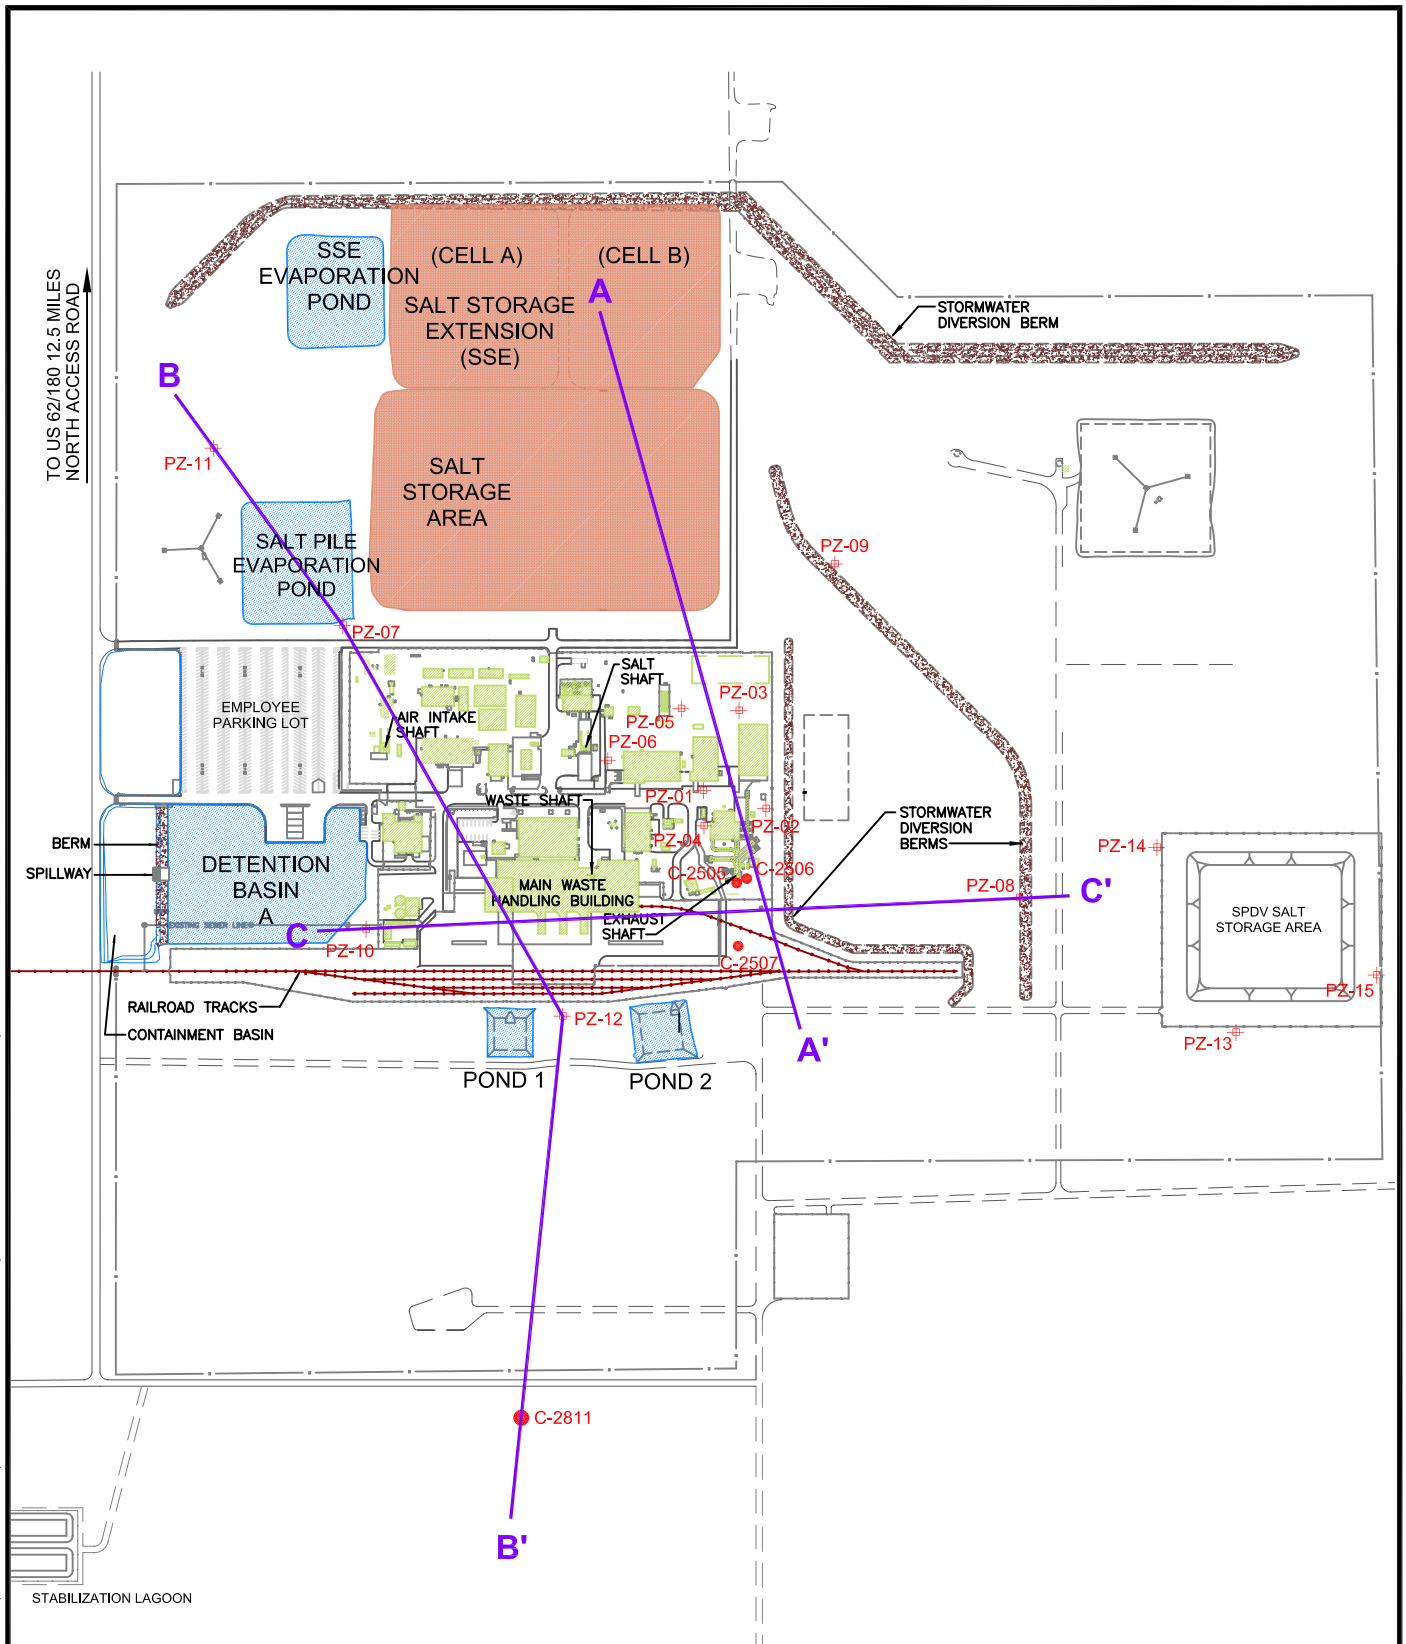 SSE
EVAPORATION
POND
(CELL A)
(CELL B)
A
SALT STORAGE
EXTENSION
(SSE)
TO US 62/180 12.5 MILES
NORTH ACCESS ROAD
STORMWATER
DIVERSION BERM
B
PZ-11
SALT
STORAGE
AREA
SALT PILE
EVAPORATION
POND
PZ-09
PZ-07
SALT
SHAFT
PZ-03
EMPLOYEE
PARKING LOT
AIR INTAKE
SHAFT
PZ-05
PZ-06
PZ-01
WASTE SHAFT
PZ-02
PZ-04
STORMWATER
DIVERSION
BERMS
BERM
SPILLWAY
DETENTION
BASIN
A
PZ-14
C-2505
C-2506
MAIN WASTE
HANDLING BUILDING
PZ-08
C'
EXHAUST
SHAFT
SPDV SALT
STORAGE AREA
EXISTING SEWER LINE
C
PZ-10
C-2507
PZ-15
RAILROAD TRACKS
CONTAINMENT BASIN
PZ-12
PZ-13
A'
POND 1
POND 2
C-2811
B'
STABILIZATION LAGOON